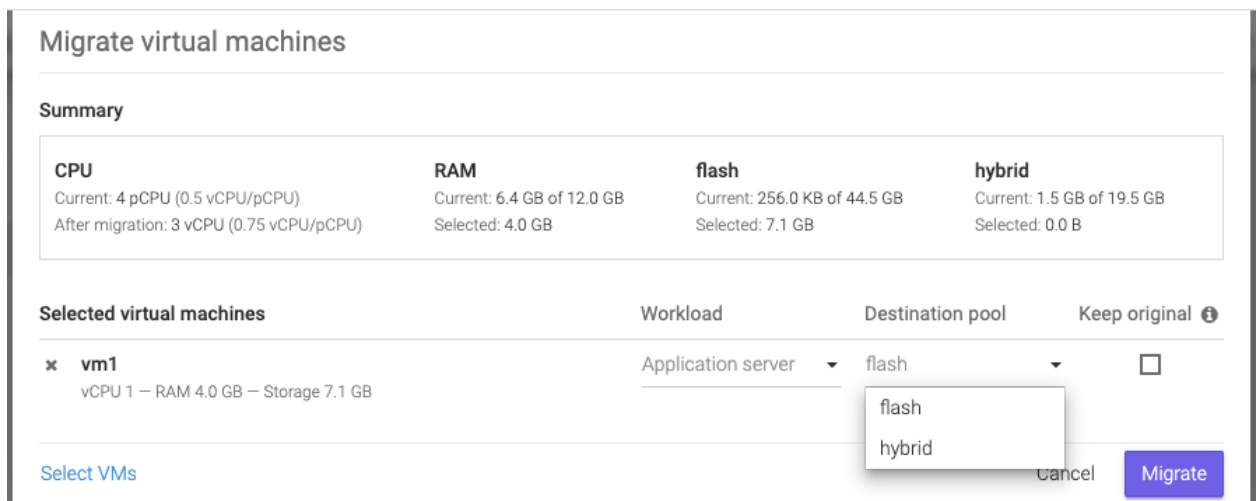 Migrate virtual machines
Summary
CPU
Current: 4 pCPU (0.5 vCPU/pCPU)
After migration: 3 vCPU (0.75 vCPU/pCPU)
RAM
Current: 6.4 GB of 12.0 GB
Selected: 4.0 GB
flash
Current: 256.0 KB of 44.5 GB
Selected: 7.1 GB
hybrid
Current: 1.5 GB of 19.5 GB
Selected: 0.0 B
Selected virtual machines Workload Destination pool Keep original
vm1 Application server flash
vCPU 1 — RAM 4.0 GB — Storage 7.1 GB
flash
hybrid
Select VMs Cancel Migrate